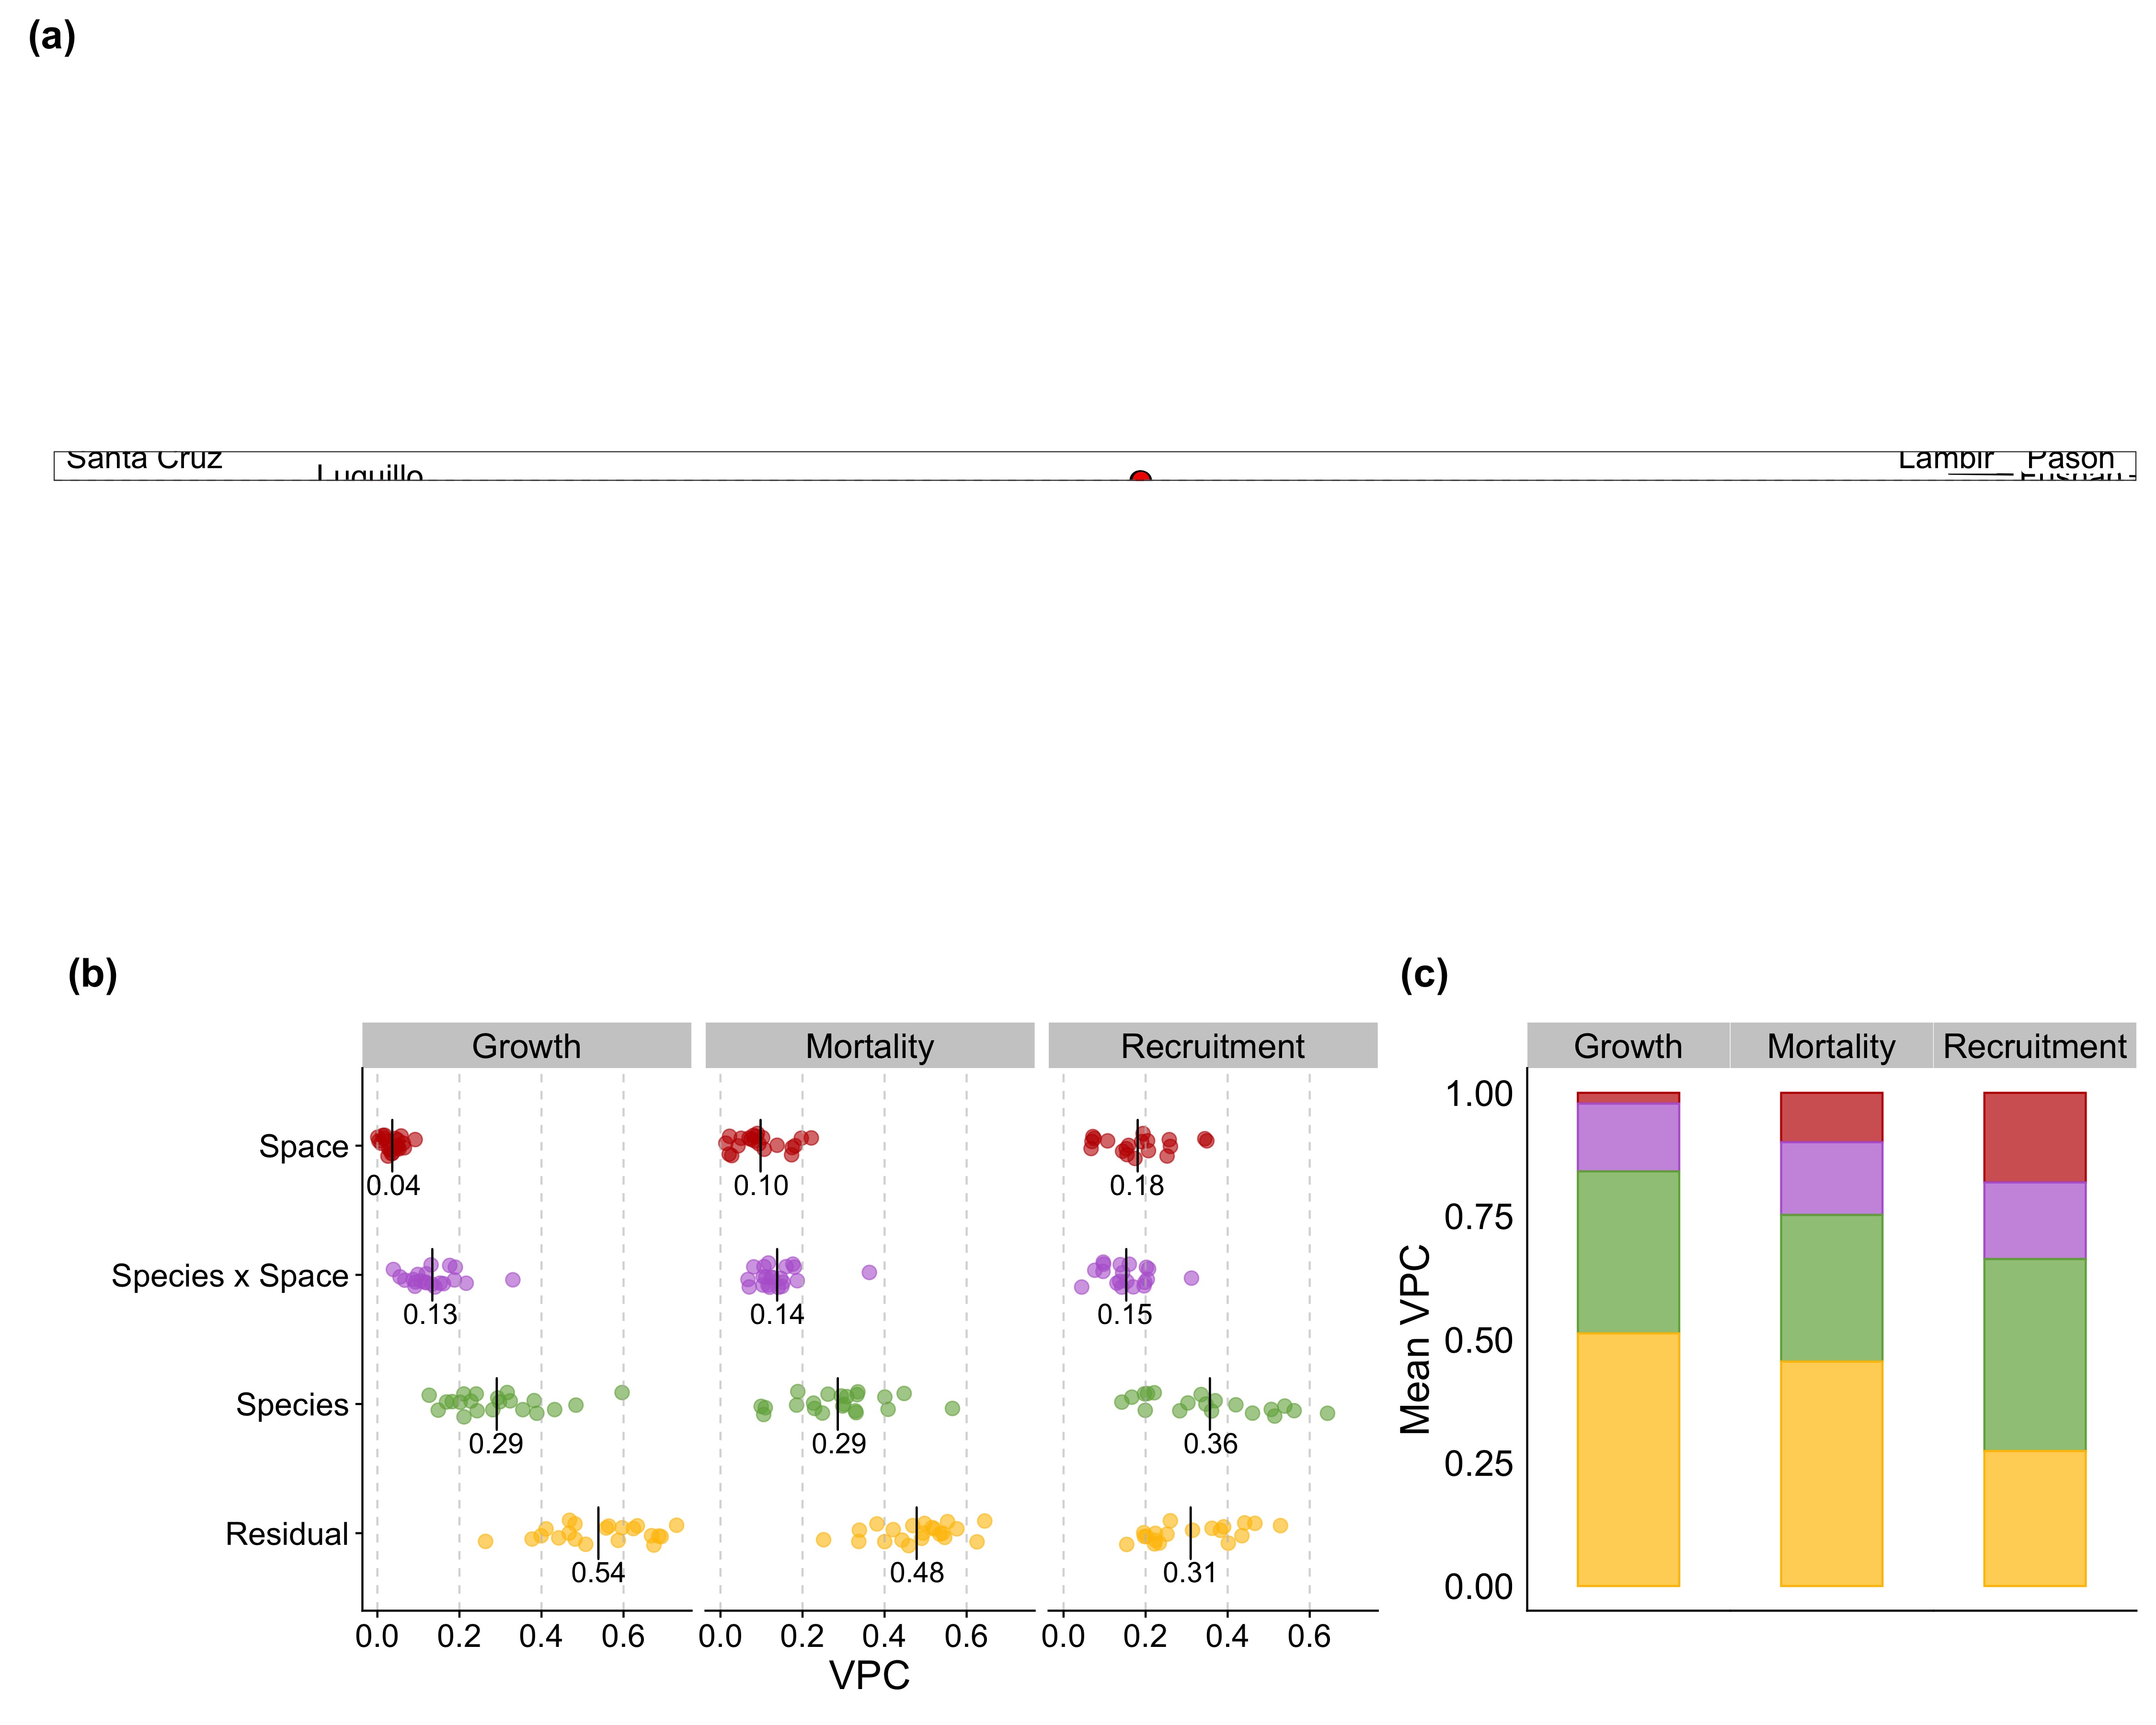 (a)
Santa Cruz
Lambir Pasoh
Luquillo
Fushan
(b)
Growth Mortality Recruitment
Space
0.04 0.10 0.18
Species x Space
0.13 0.14 0.15
Species
0.29 0.29 0.36
Residual
0.54 0.48 0.31
0.0 0.2 0.4 0.6 0.0 0.2 0.4 0.6 0.0 0.2 0.4 0.6
VPC
(c)
Growth Mortality Recruitment
Mean VPC
1.00
0.75
0.50
0.25
0.00